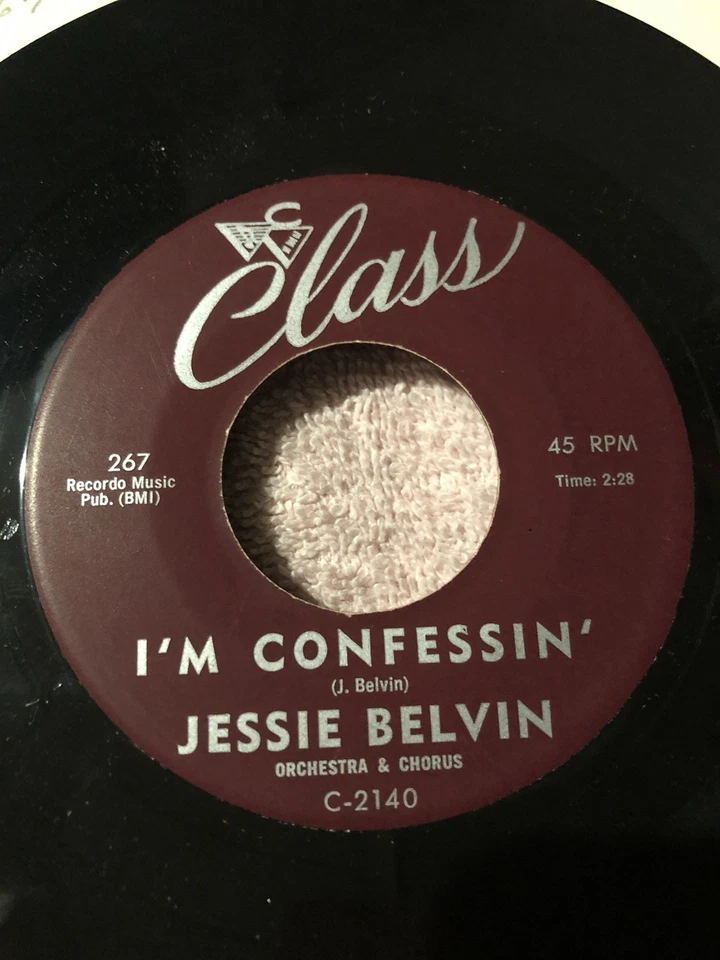 Class
267
Recordo Music
Pub. (BMI)
45 RPM
Time: 2:28
I'M CONFESSIN'
(J. Belvin)
JESSIE BELVIN
ORCHESTRA & CHORUS
C-2140